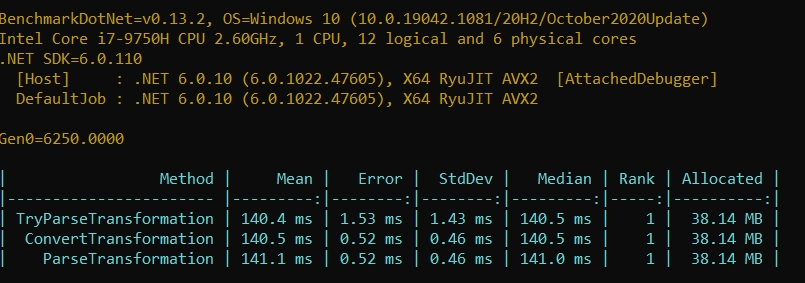 BenchmarkDotNet=v0.13.2, OS=Windows 10 (10.0.19042.1081/20H2/October2020Update)
Intel Core i7-9750H CPU 2.60GHz, 1 CPU, 12 logical and 6 physical cores
.NET SDK=6.0.110
  [Host]     : .NET 6.0.10 (6.0.1022.47605), X64 RyuJIT AVX2  [AttachedDebugger]
  DefaultJob : .NET 6.0.10 (6.0.1022.47605), X64 RyuJIT AVX2
Gen0=6250.0000
|                Method |     Mean |   Error |  StdDev |   Median | Rank | Allocated |
|---------------------- |---------:|--------:|--------:|---------:|-----:|----------:|
| TryParseTransformation | 140.4 ms | 1.53 ms | 1.43 ms | 140.5 ms |    1 |  38.14 MB |
|  ConvertTransformation | 140.5 ms | 0.52 ms | 0.46 ms | 140.5 ms |    1 |  38.14 MB |
|    ParseTransformation | 141.1 ms | 0.52 ms | 0.46 ms | 141.0 ms |    1 |  38.14 MB |